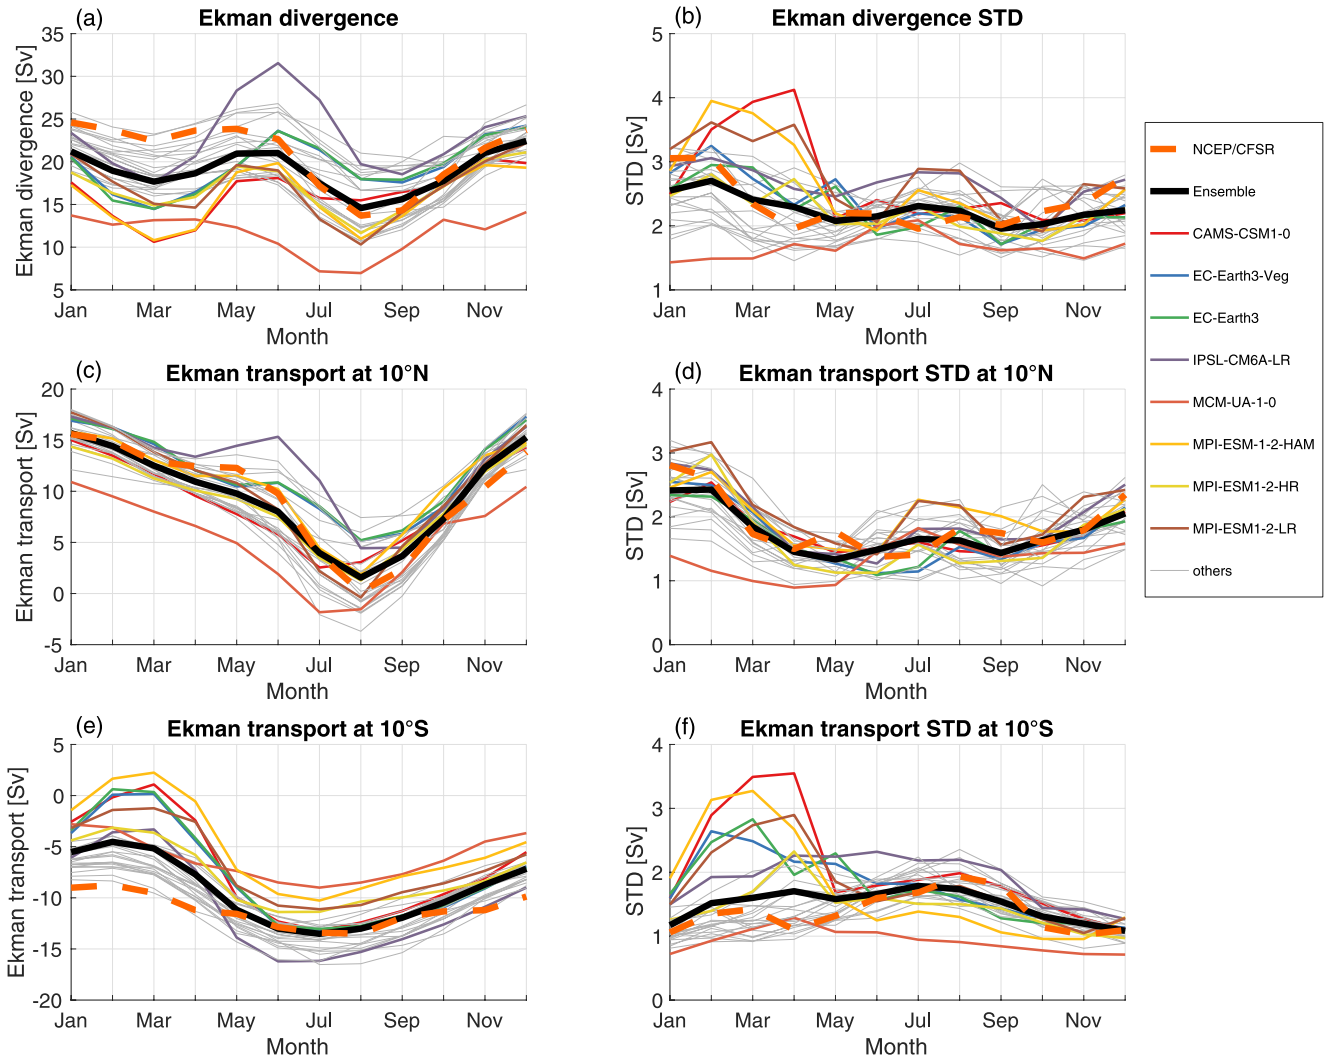 (a) Ekman divergence
Ekman divergence [Sv]
35
30
25
20
15
10
5
Jan Mar May Jul Sep Nov
Month
(b) Ekman divergence STD
STD [Sv]
5
4
3
2
1
Jan Mar May Jul Sep Nov
Month
(c) Ekman transport at 10°N
Ekman transport [Sv]
20
15
10
5
0
-5
Jan Mar May Jul Sep Nov
Month
(d) Ekman transport STD at 10°N
STD [Sv]
4
3
2
1
0
Jan Mar May Jul Sep Nov
Month
(e) Ekman transport at 10°S
Ekman transport [Sv]
5
0
-5
-10
-15
-20
Jan Mar May Jul Sep Nov
Month
(f) Ekman transport STD at 10°S
STD [Sv]
4
3
2
1
0
Jan Mar May Jul Sep Nov
Month
NCEP/CFSR
Ensemble
CAMS-CSM1-0
EC-Earth3-Veg
EC-Earth3
IPSL-CM6A-LR
MCM-UA-1-0
MPI-ESM-1-2-HAM
MPI-ESM1-2-HR
MPI-ESM1-2-LR
others